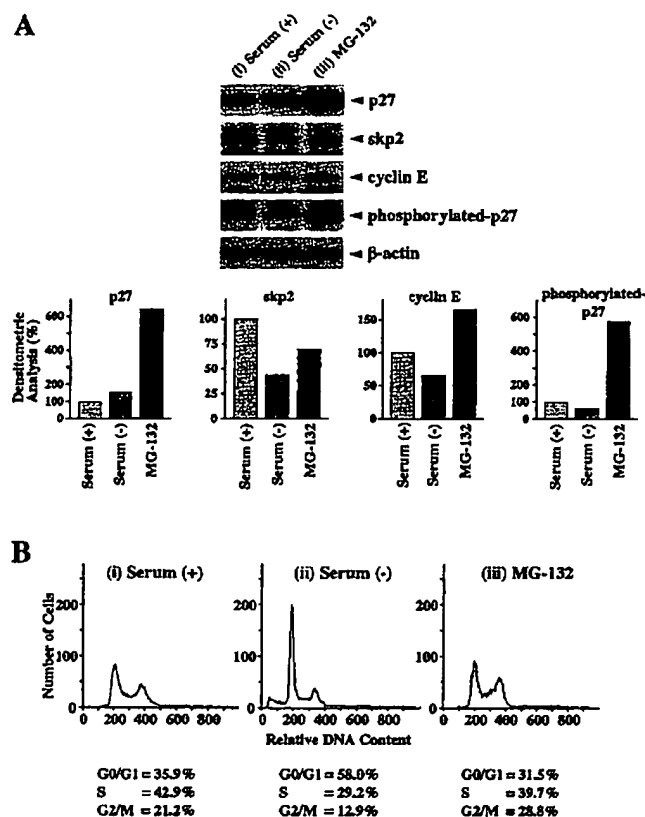 A
(i) Serum (+)
(ii) Serum (-)
(iii) MG-132
p27
skp2
cyclin E
phosphorylated-p27
β-actin
Densitometric
Analysis (%)
p27
600
400
200
100
0
Serum (+)
Serum (-)
MG-132
skp2
100
75
50
25
0
Serum (+)
Serum (-)
MG-132
cyclin E
150
100
50
0
Serum (+)
Serum (-)
MG-132
phosphorylated-
p27
600
400
200
100
0
Serum (+)
Serum (-)
MG-132
B
Number of Cells
(i) Serum (+)
200
100
0
0 200 400 600 800
(ii) Serum (-)
200
100
0
0 200 400 600 800
(iii) MG-132
200
100
0
0 200 400 600 800
Relative DNA Content
G0/G1 = 35.9%
S = 42.9%
G2/M = 21.2%
G0/G1 = 58.0%
S = 29.2%
G2/M = 12.9%
G0/G1 = 31.5%
S = 39.7%
G2/M = 28.8%